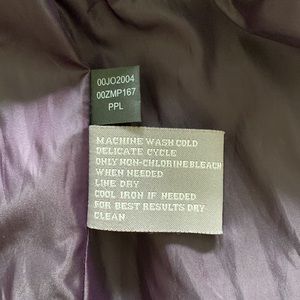 00JO2004
00ZMP167
PPL
MACHINE WASH COLD
DELICATE CYCLE
ONLY NON-CHLORINE BLEACH
WHEN NEEDED
LINE DRY
COOL IRON IF NEEDED
FOR BEST RESULTS DRY
CLEAN